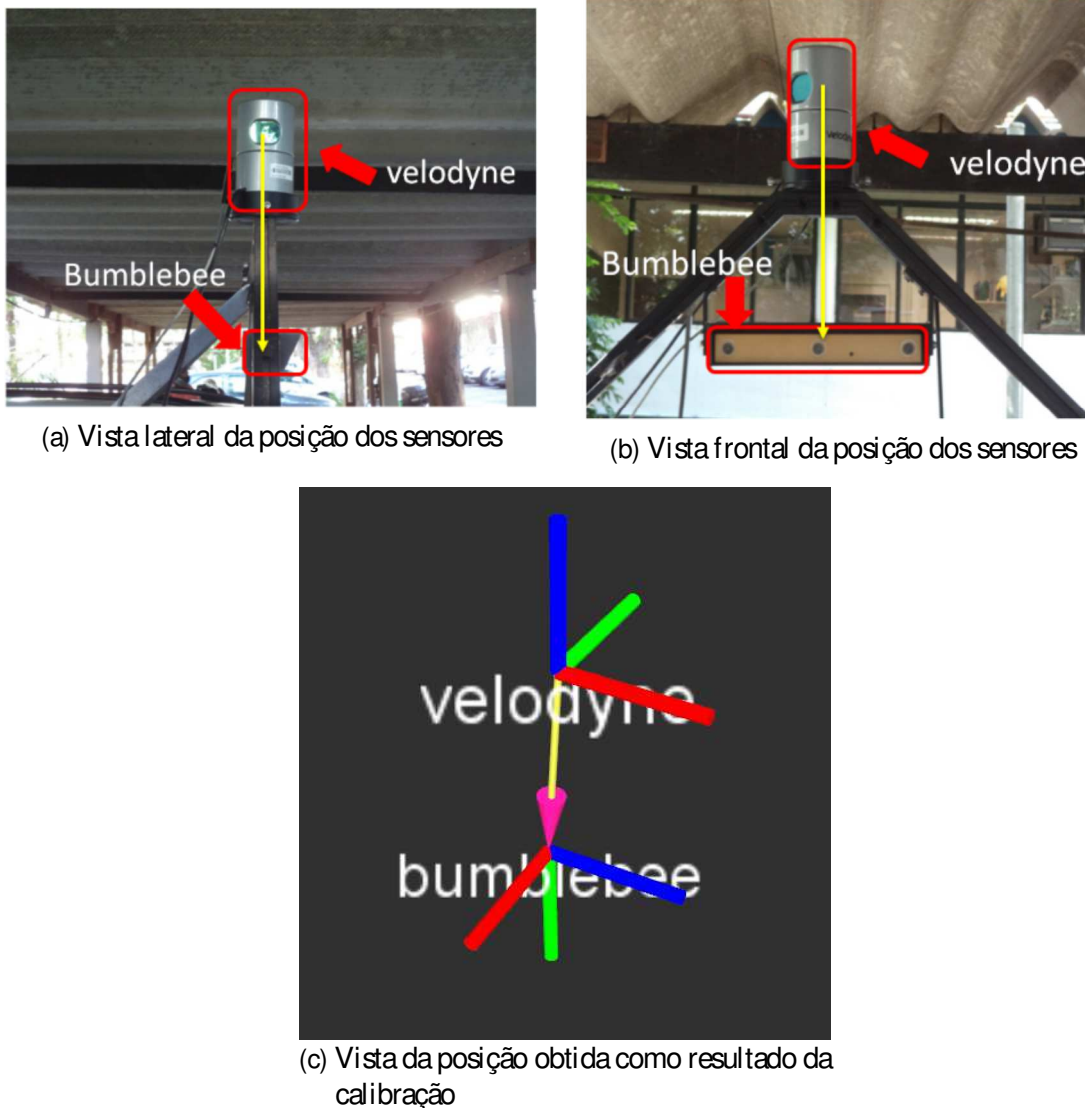 velodyne
Bumblebee
(a) Vista lateral da posição dos sensores
velodyne
Bumblebee
(b) Vista frontal da posição dos sensores
velodyne
bumblebee
(c) Vista da posição obtida como resultado da
calibração